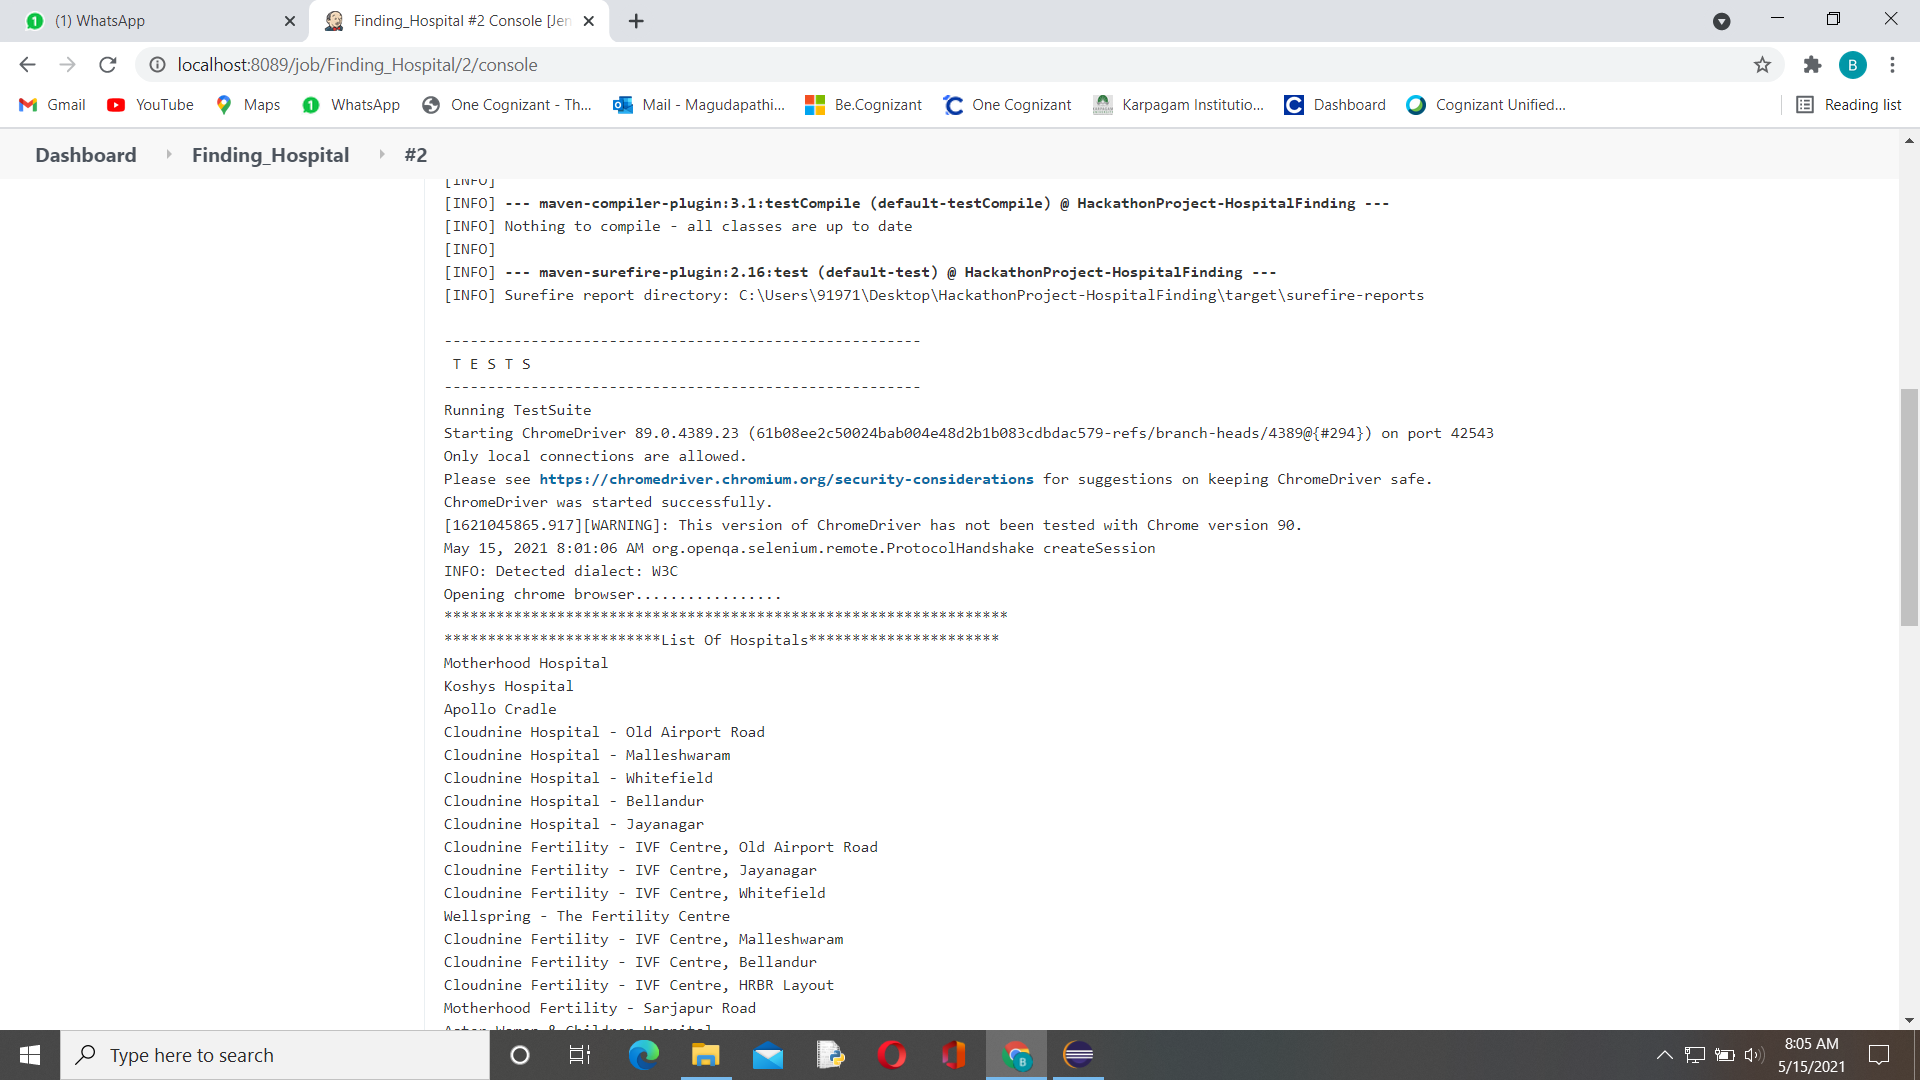 (1) WhatsApp
Finding_Hospital #2 Console [Jen
localhost:8089/job/Finding_Hospital/2/console
B
Gmail
YouTube
Maps
WhatsApp
One Cognizant - Th...
Mail - Magudapathi...
Be.Cognizant
One Cognizant
Karpagam Institutio...
Dashboard
Cognizant Unified...
Reading list
Dashboard
Finding_Hospital
#2
[INFO]
[INFO] --- maven-compiler-plugin:3.1:testCompile (default-testCompile) @ HackathonProject-HospitalFinding ---
[INFO] Nothing to compile - all classes are up to date
[INFO]
[INFO] --- maven-surefire-plugin:2.16:test (default-test) @ HackathonProject-HospitalFinding ---
[INFO] Surefire report directory: C:\Users\91971\Desktop\HackathonProject-HospitalFinding\target\surefire-reports
-------------------------------------------------------
T E S T S
-------------------------------------------------------
Running TestSuite
Starting ChromeDriver 89.0.4389.23 (61b08ee2c50024bab004e48d2b1b083cdbdac579-refs/branch-heads/4389@{#294}) on port 42543
Only local connections are allowed.
Please see https://chromedriver.chromium.org/security-considerations for suggestions on keeping ChromeDriver safe.
ChromeDriver was started successfully.
[1621045865.917][WARNING]: This version of ChromeDriver has not been tested with Chrome version 90.
May 15, 2021 8:01:06 AM org.openqa.selenium.remote.ProtocolHandshake createSession
INFO: Detected dialect: W3C
Opening chrome browser.................
*****************************************************************
*************************List Of Hospitals**********************
Motherhood Hospital
Koshys Hospital
Apollo Cradle
Cloudnine Hospital - Old Airport Road
Cloudnine Hospital - Malleshwaram
Cloudnine Hospital - Whitefield
Cloudnine Hospital - Bellandur
Cloudnine Hospital - Jayanagar
Cloudnine Fertility - IVF Centre, Old Airport Road
Cloudnine Fertility - IVF Centre, Jayanagar
Cloudnine Fertility - IVF Centre, Whitefield
Wellspring - The Fertility Centre
Cloudnine Fertility - IVF Centre, Malleshwaram
Cloudnine Fertility - IVF Centre, Bellandur
Cloudnine Fertility - IVF Centre, HRBR Layout
Motherhood Fertility - Sarjapur Road
Aster Women & Children Hospital
Type here to search
8:05 AM
5/15/2021